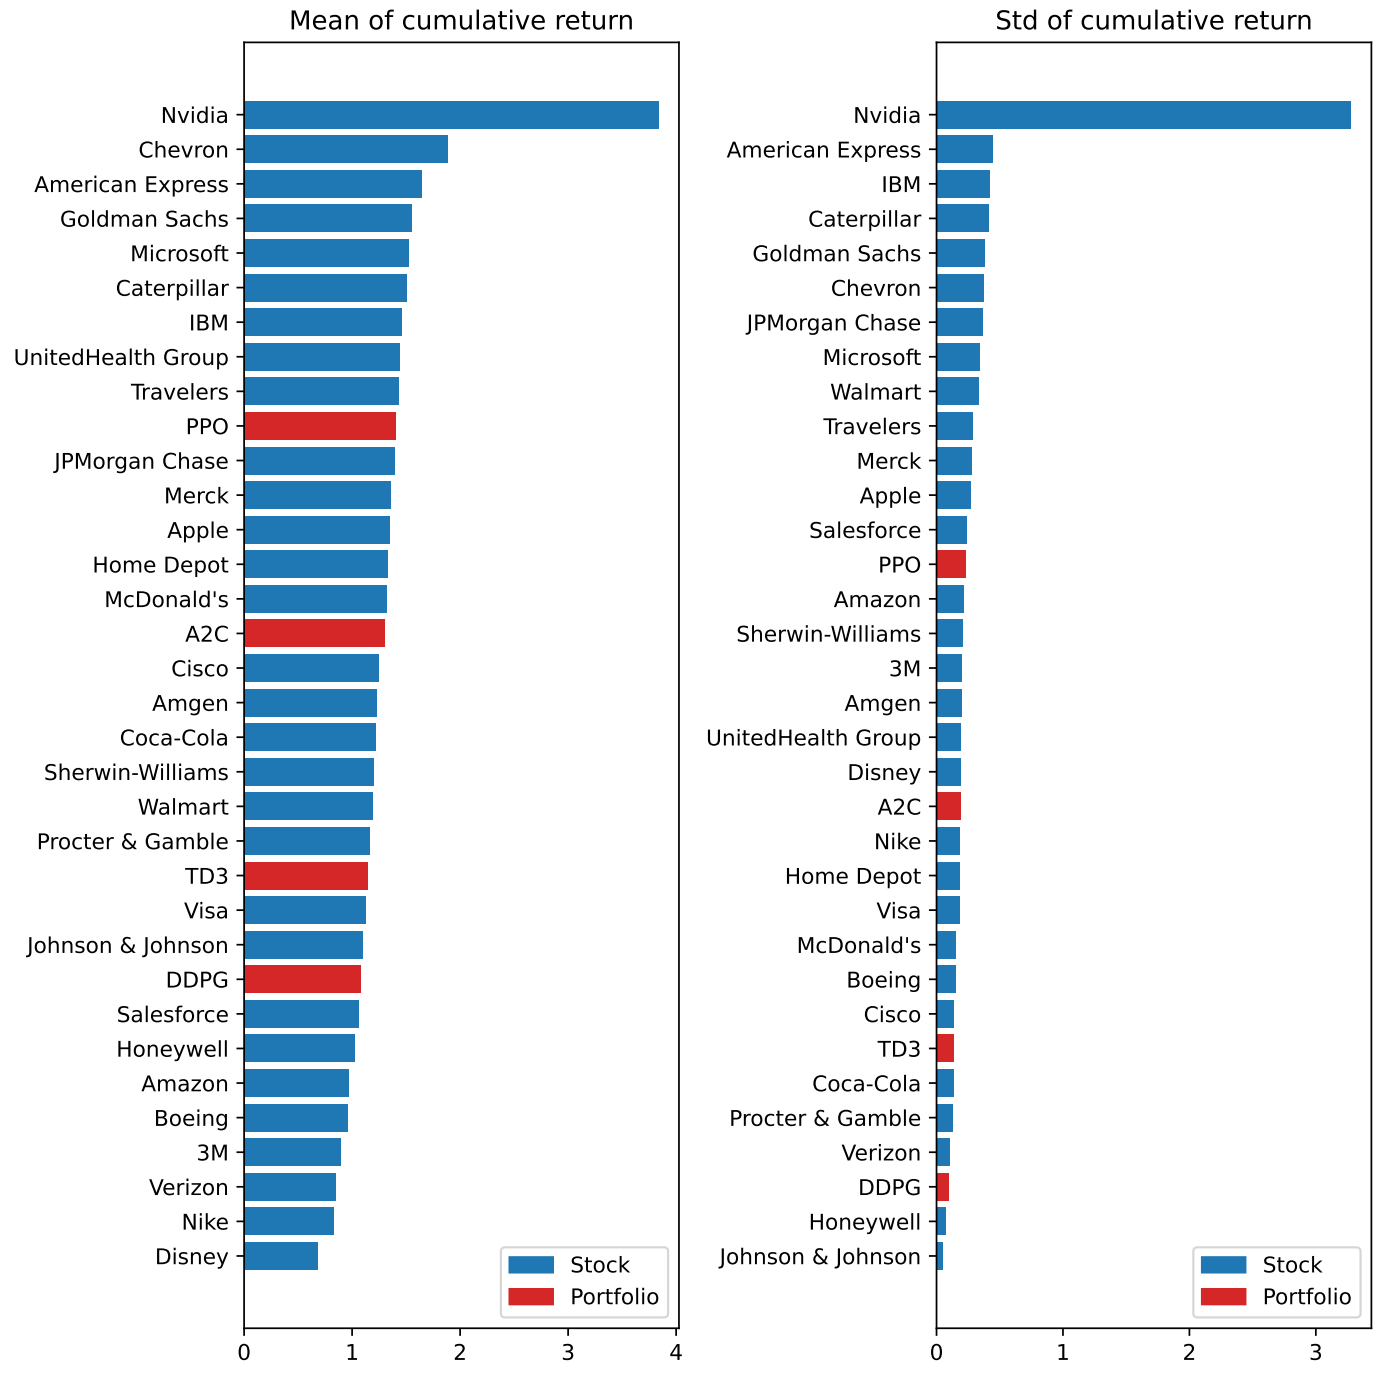 Mean of cumulative return
Nvidia
Chevron
American Express
Goldman Sachs
Microsoft
Caterpillar
IBM
UnitedHealth Group
Travelers
PPO
JPMorgan Chase
Merck
Apple
Home Depot
McDonald's
A2C
Cisco
Amgen
Coca-Cola
Sherwin-Williams
Walmart
Procter & Gamble
TD3
Visa
Johnson & Johnson
DDPG
Salesforce
Honeywell
Amazon
Boeing
3M
Verizon
Nike
Disney
Stock
Portfolio
0 1 2 3 4
Std of cumulative return
Nvidia
American Express
IBM
Caterpillar
Goldman Sachs
Chevron
JPMorgan Chase
Microsoft
Walmart
Travelers
Merck
Apple
Salesforce
PPO
Amazon
Sherwin-Williams
3M
Amgen
UnitedHealth Group
Disney
A2C
Nike
Home Depot
Visa
McDonald's
Boeing
Cisco
TD3
Coca-Cola
Procter & Gamble
Verizon
DDPG
Honeywell
Johnson & Johnson
Stock
Portfolio
0 1 2 3